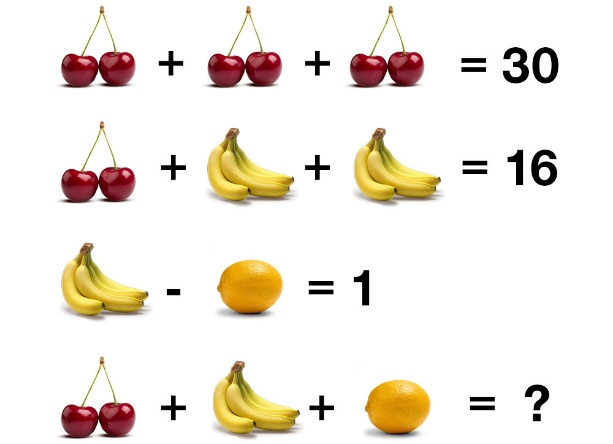 + + = 30
+ + = 16
- = 1
+ + = ?